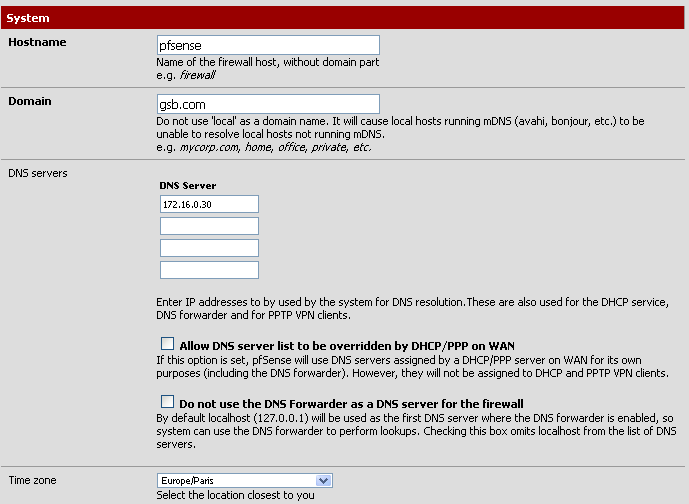 System
Hostname
pfsense
Name of the firewall host, without domain part
e.g. firewall
Domain
gsb.com
Do not use 'local' as a domain name. It will cause local hosts running mDNS (avahi, bonjour, etc.) to be
unable to resolve local hosts not running mDNS.
e.g. mycorp.com, home, office, private, etc.
DNS servers
DNS Server
172.16.0.30
Enter IP addresses to by used by the system for DNS resolution.These are also used for the DHCP service,
DNS forwarder and for PPTP VPN clients.
Allow DNS server list to be overridden by DHCP/PPP on WAN
If this option is set, pfSense will use DNS servers assigned by a DHCP/PPP server on WAN for its own
purposes (including the DNS forwarder). However, they will not be assigned to DHCP and PPTP VPN clients.
Do not use the DNS Forwarder as a DNS server for the firewall
By default localhost (127.0.0.1) will be used as the first DNS server where the DNS forwarder is enabled, so
system can use the DNS forwarder to perform lookups. Checking this box omits localhost from the list of DNS
servers.
Time zone
Europe/Paris
Select the location closest to you